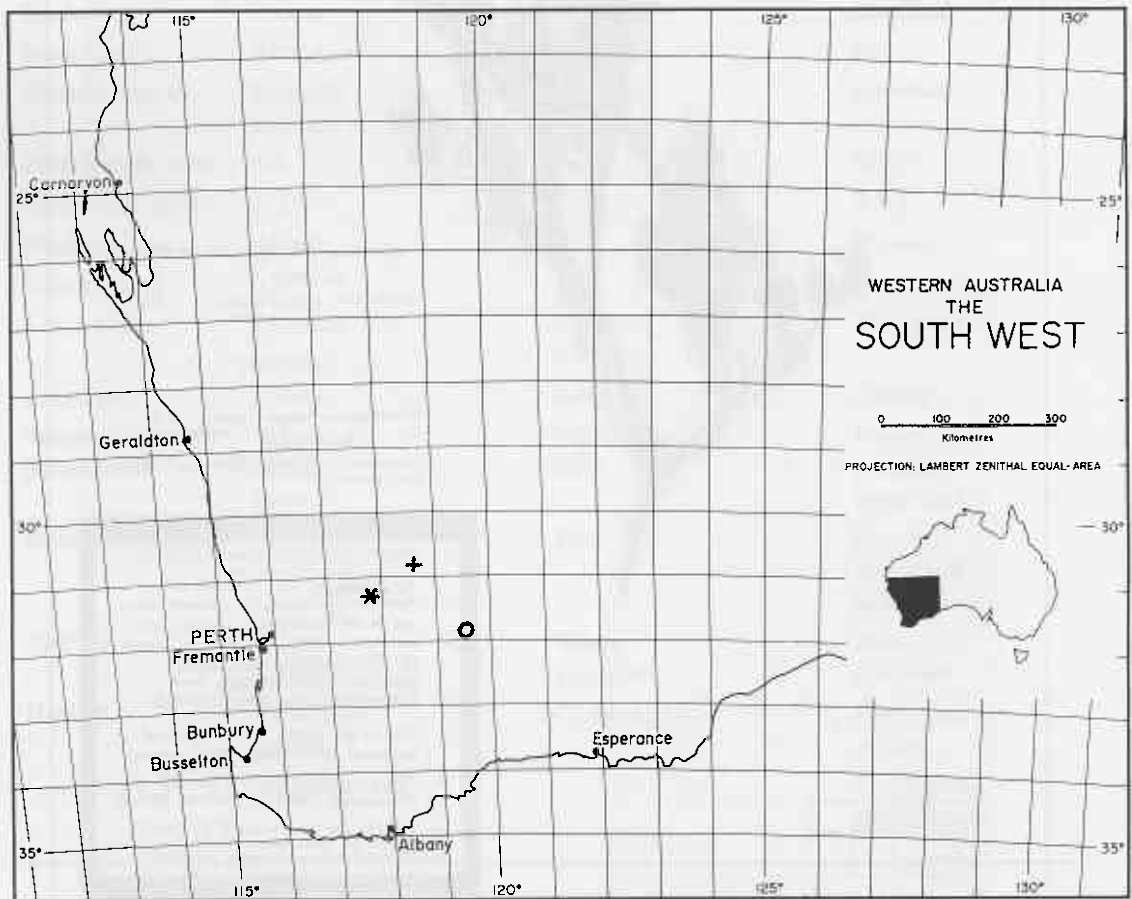 115°
120°
125°
130°
Carnarvon
25°
25°
WESTERN AUSTRALIA
THE
SOUTH WEST
0 100 200 300
Kilometres
Geraldton
PROJECTION: LAMBERT ZENITHAL EQUAL-AREA
30°
30°
PERTH
Fremantle
Bunbury
Esperance
Busselton
Albany
35°
35°
115°
120°
125°
130°